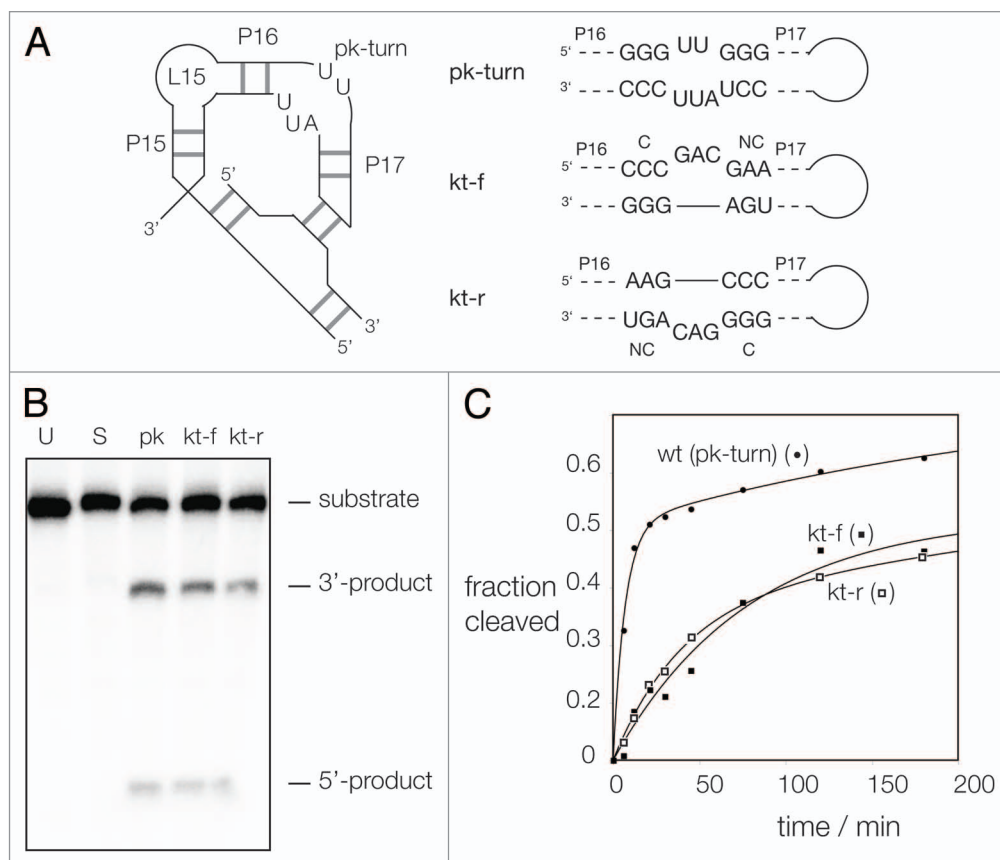 A
P16
pk-turn
L15
U
U
U
U A
P15
P17
5’
3’
3’
5’
pk-turn
P16
P17
5‘ GGG UU GGG
3‘ CCC UUA UCC
kt-f
P16
C
NC
P17
5‘ CCC GAC GAA
3‘ GGG AGU
kt-r
P16
P17
5‘ AAG CCC
3‘ UGA CAG GGG
NC
C
B
U S pk kt-f kt-r
substrate
3’-product
5’-product
C
wt (pk-turn) (•)
kt-f (▪)
kt-r (▫)
fraction
cleaved
0.6
0.5
0.4
0.3
0.2
0
0 50 100 150 200
time / min